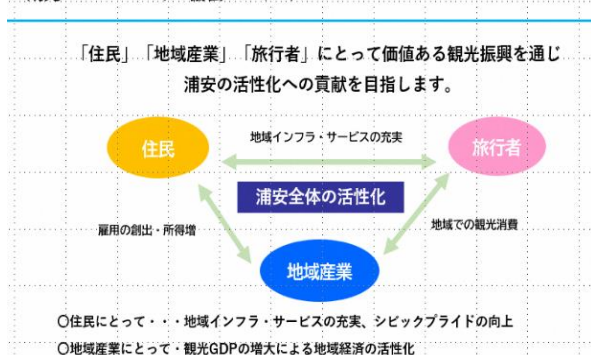 「住民」「地域産業」「旅行者」にとって価値ある観光振興を通じ
浦安の活性化への貢献を目指します。
地域インフラ・サービスの充実
住民
旅行者
浦安全体の活性化
雇用の創出・所得増
地域での観光消費
地域産業
〇住民にとって・・・地域インフラ・サービスの充実、シビックプライドの向上
〇地域産業にとって・観光GDPの増大による地域経済の活性化